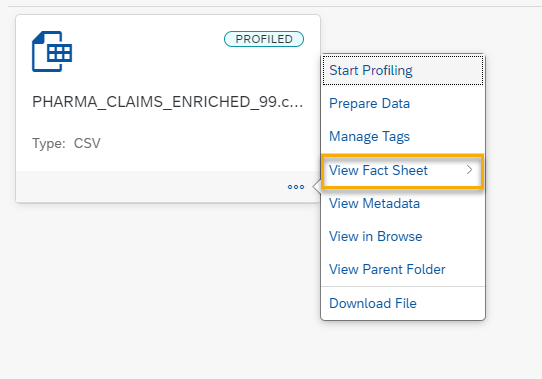 PROFILED
PHARMA_CLAIMS_ENRICHED_99.c...
Type: CSV
Start Profiling
Prepare Data
Manage Tags
View Fact Sheet
View Metadata
View in Browse
View Parent Folder
Download File